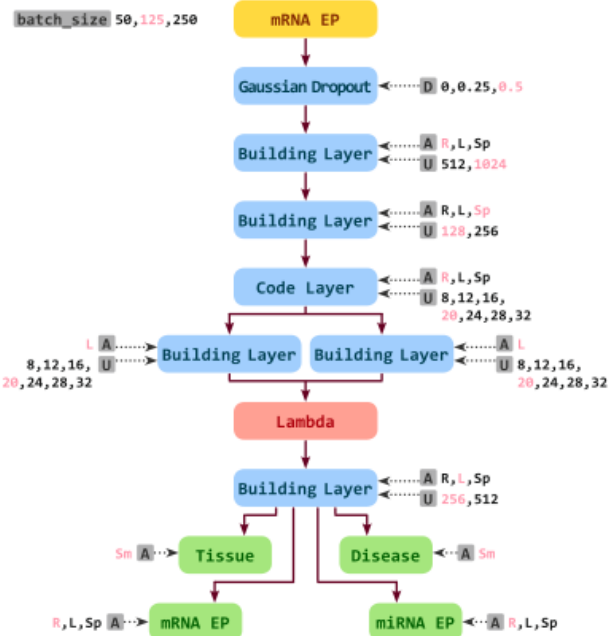 batch_size 50,125,250
mRNA EP
Gaussian Dropout
D 0,0.25,0.5
Building Layer
A R,L,Sp
U 512,1024
Building Layer
A R,L,Sp
U 128,256
Code Layer
A R,L,Sp
U 8,12,16,
20,24,28,32
L A
8,12,16, U
20,24,28,32
Building Layer
Building Layer
A L
U 8,12,16,
20,24,28,32
Lambda
Building Layer
A R,L,Sp
U 256,512
Sm A
Tissue
Disease
A Sm
R,L,Sp A
mRNA EP
miRNA EP
A R,L,Sp